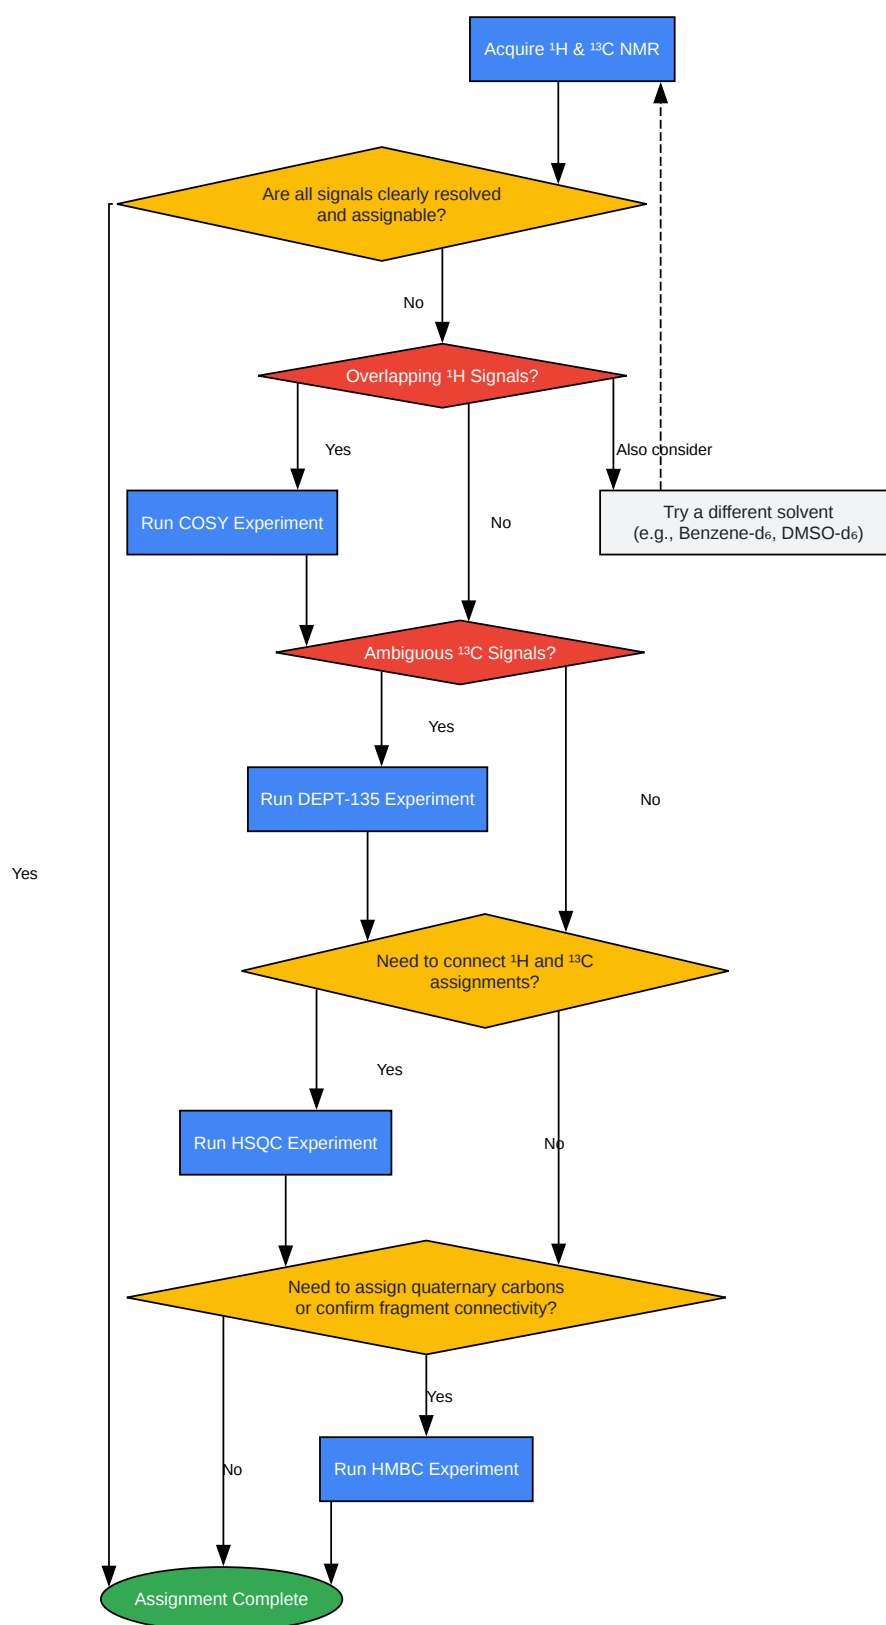 Acquire ¹H & ¹³C NMR
Are all signals clearly resolved
and assignable?
No
Overlapping ¹H Signals?
Yes
Also consider
Run COSY Experiment
No
Try a different solvent
(e.g., Benzene-d₆, DMSO-d₆)
Ambiguous ¹³C Signals?
Yes
Run DEPT-135 Experiment
No
Yes
Need to connect ¹H and ¹³C
assignments?
Yes
Run HSQC Experiment
No
Need to assign quaternary carbons
or confirm fragment connectivity?
Yes
No
Run HMBC Experiment
Assignment Complete